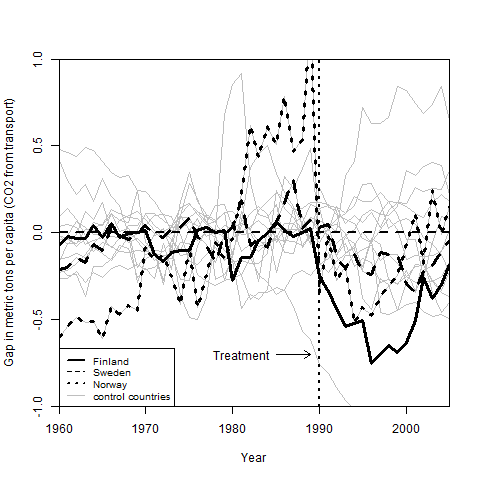 Gap in metric tons per capita (CO2 from transport)
1.0
0.5
0.0
-0.5
-1.0
Treatment
Finland
Sweden
Norway
control countries
1960 1970 1980 1990 2000
Year